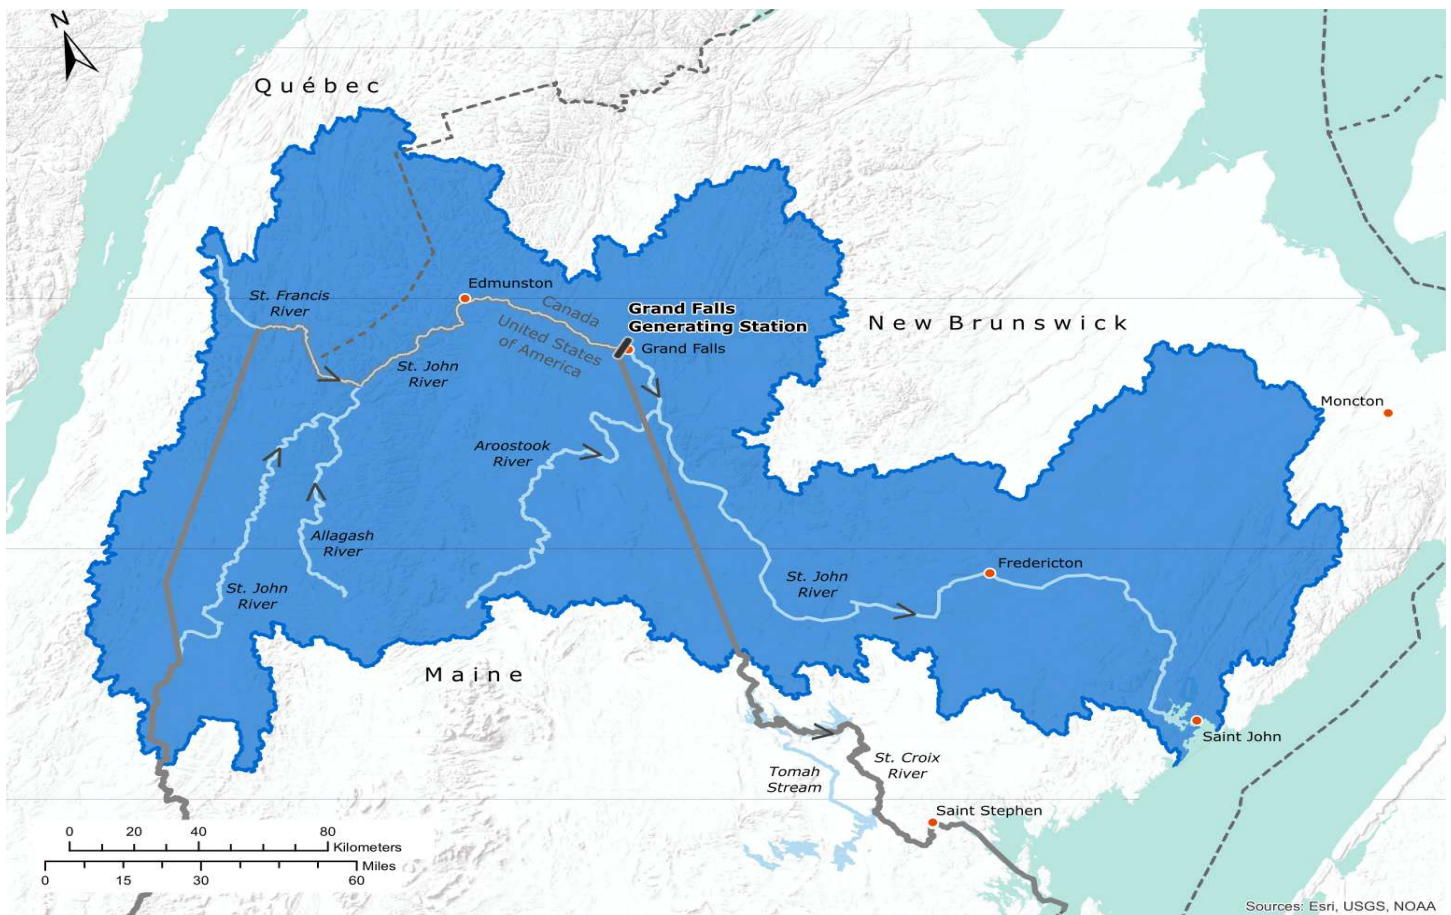 N
Québec
Edmunston
St. Francis
River
Canada
United States
of America
Grand Falls
Generating Station
Grand Falls
New Brunswick
St. John
River
Moncton
Aroostook
River
Allagash
River
St. John
River
St. John
River
Fredericton
Maine
Saint John
St. Croix
River
Tomah
Stream
Saint Stephen
0 20 40 80
Kilometers
Miles
0 15 30 60
Sources: Esri, USGS, NOAA